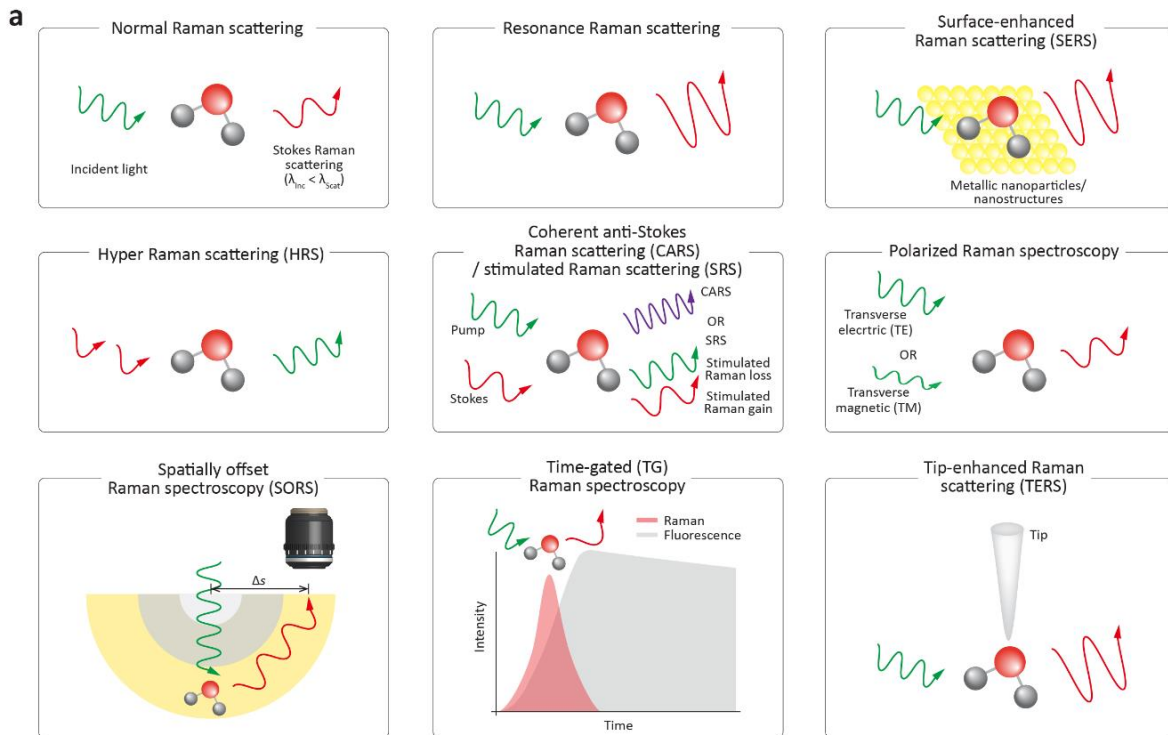 a
Normal Raman scattering
Incident light
Stokes Raman
scattering
(λInc < λScat)
Resonance Raman scattering
Surface-enhanced
Raman scattering (SERS)
Metallic nanoparticles/
nanostructures
Hyper Raman scattering (HRS)
Coherent anti-Stokes
Raman scattering (CARS)
/ stimulated Raman scattering (SRS)
Pump
Stokes
CARS
OR
SRS
Stimulated
Raman loss
Stimulated
Raman gain
Polarized Raman spectroscopy
Transverse
elecrtric (TE)
OR
Transverse
magnetic (TM)
Spatially offset
Raman spectroscopy (SORS)
Δs
Time-gated (TG)
Raman spectroscopy
Raman
Fluorescence
Intensity
Time
Tip-enhanced Raman
scattering (TERS)
Tip